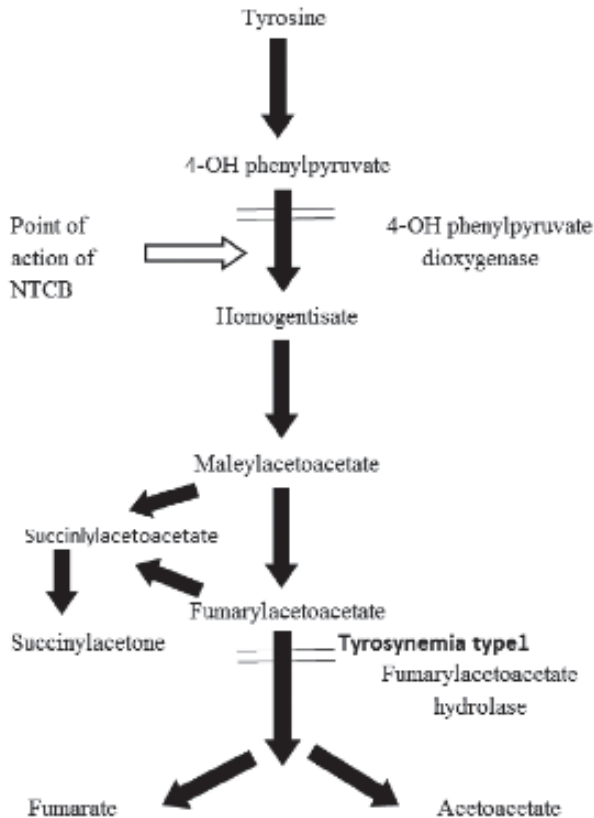 Tyrosine
4-OH phenylpyruvate
Point of
action of
NTCB
4-OH phenylpyruvate
dioxygenase
Homogentisate
Maleylacetoacetate
Succinlylacetoacetate
Fumarylacetoacetate
Succinylacetone
Tyrosynemia type1
Fumarylacetoacetate
hydrolase
Fumarate
Acetoacetate